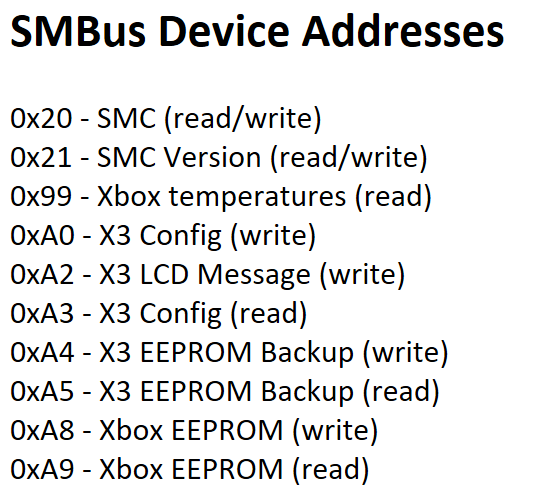 SMBus Device Addresses
0x20 - SMC (read/write)
0x21 - SMC Version (read/write)
0x99 - Xbox temperatures (read)
0xA0 - X3 Config (write)
0xA2 - X3 LCD Message (write)
0xA3 - X3 Config (read)
0xA4 - X3 EEPROM Backup (write)
0xA5 - X3 EEPROM Backup (read)
0xA8 - Xbox EEPROM (write)
0xA9 - Xbox EEPROM (read)